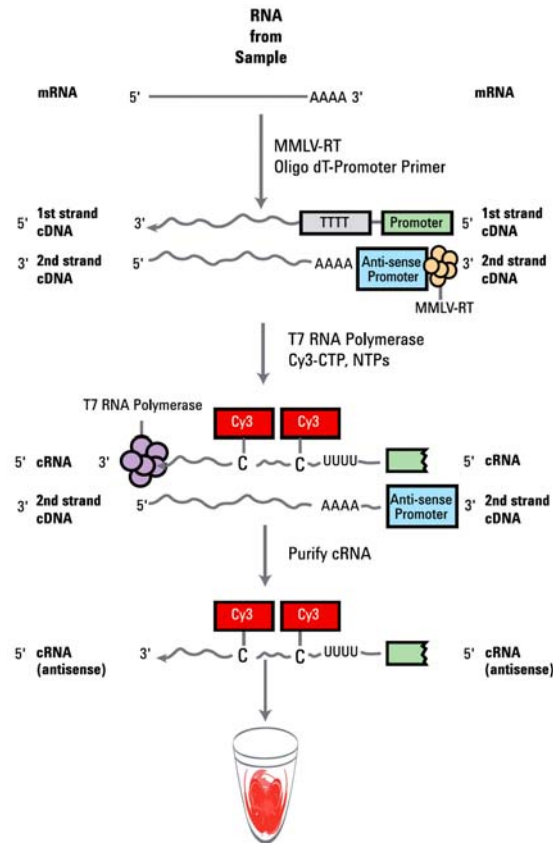 RNA
from
Sample
mRNA 5' AAAA 3' mRNA
MMLV-RT
Oligo dT-Promoter Primer
5' 1st strand cDNA 3' TTTT Promoter 5' 1st strand cDNA
3' 2nd strand cDNA 5' AAAA Anti-sense Promoter 3' 2nd strand cDNA
MMLV-RT
T7 RNA Polymerase
Cy3-CTP, NTPs
T7 RNA Polymerase
Cy3 Cy3
5' cRNA 3' C C UUUU 5' cRNA
3' 2nd strand cDNA 5' AAAA Anti-sense Promoter 3' 2nd strand cDNA
Purify cRNA
Cy3 Cy3
5' cRNA (antisense) 3' C C UUUU 5' cRNA (antisense)